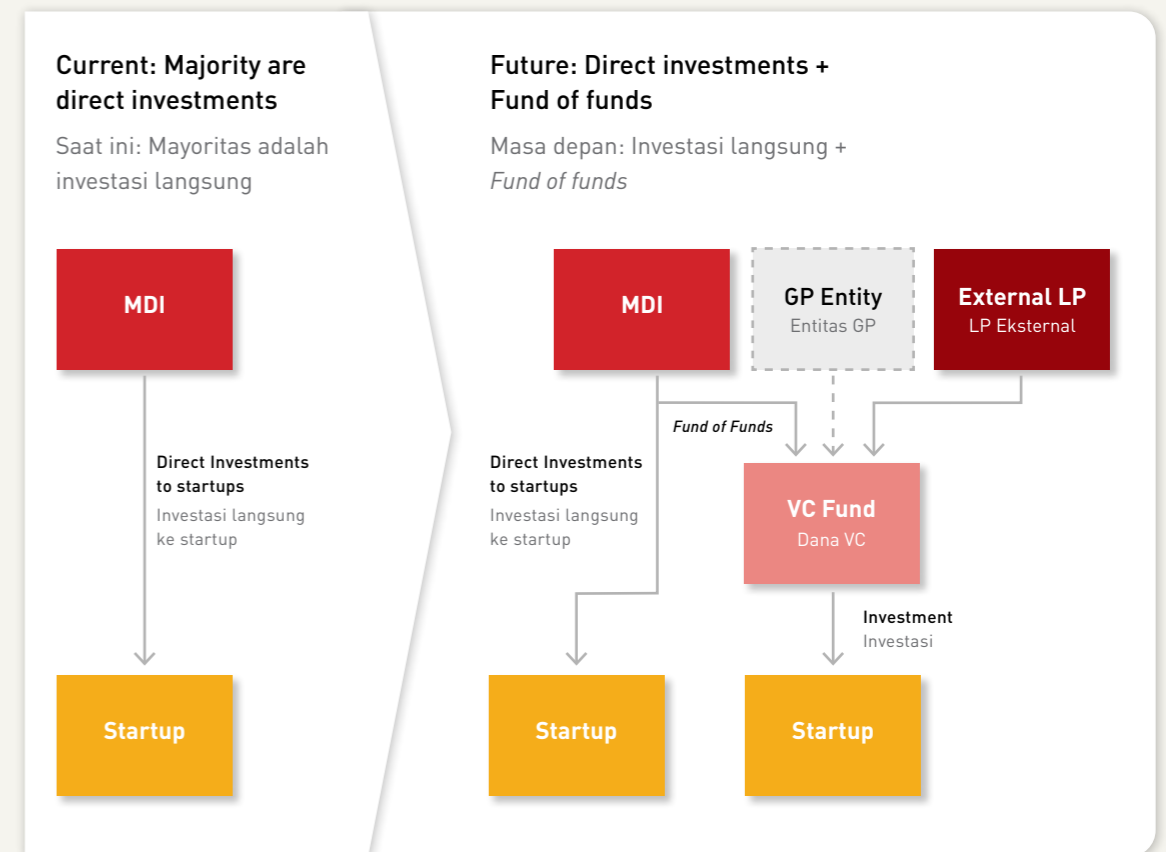 Current: Majority are
direct investments
Saat ini: Mayoritas adalah
investasi langsung
MDI
Direct Investments
to startups
Investasi langsung
ke startup
Startup
Future: Direct investments +
Fund of funds
Masa depan: Investasi langsung +
Fund of funds
MDI
GP Entity
Entitas GP
External LP
LP Eksternal
Fund of Funds
Direct Investments
to startups
Investasi langsung
ke startup
VC Fund
Dana VC
Investment
Investasi
Startup
Startup